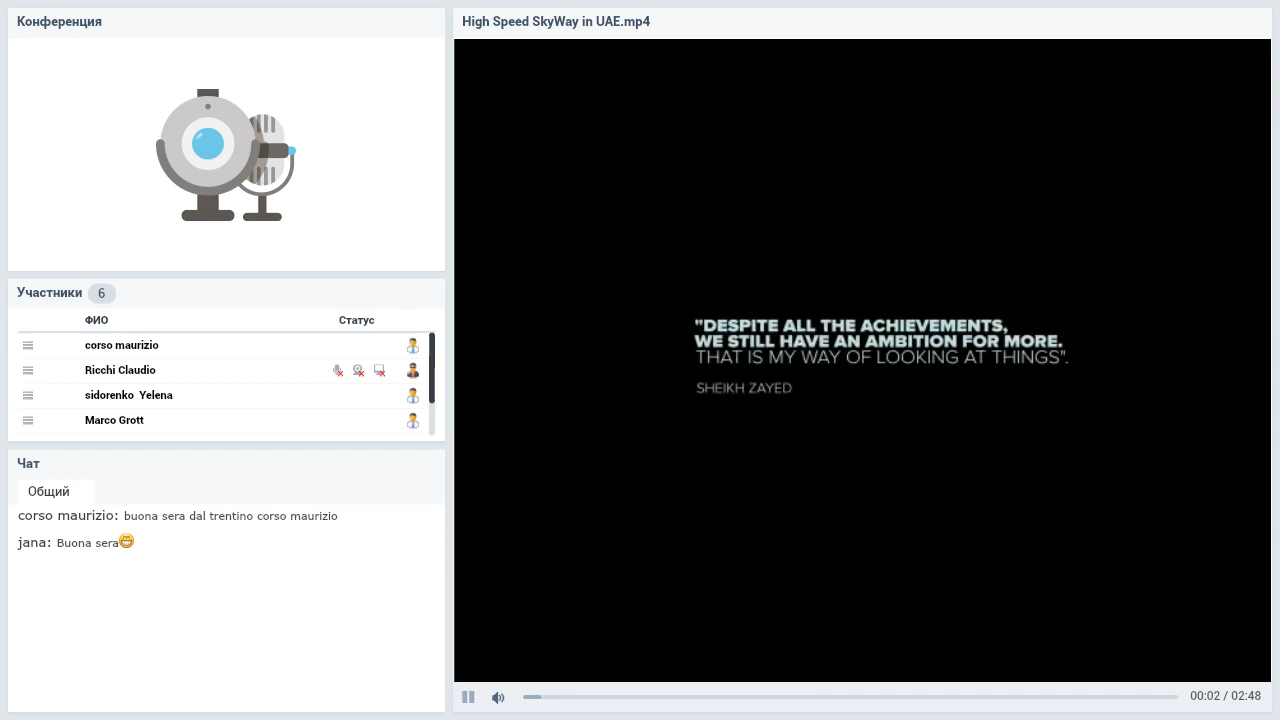 Конференция
Участники 6
ФИО Статус
corso maurizio
Ricchi Claudio
sidorenko Yelena
Marco Grott
Чат
Общий
corso maurizio: buona sera dal trentino corso maurizio
jana: Buona sera😁
High Speed SkyWay in UAE.mp4
"DESPITE ALL THE ACHIEVEMENTS,
WE STILL HAVE AN AMBITION FOR MORE.
THAT IS MY WAY OF LOOKING AT THINGS".
SHEIKH ZAYED
00:02 / 02:48